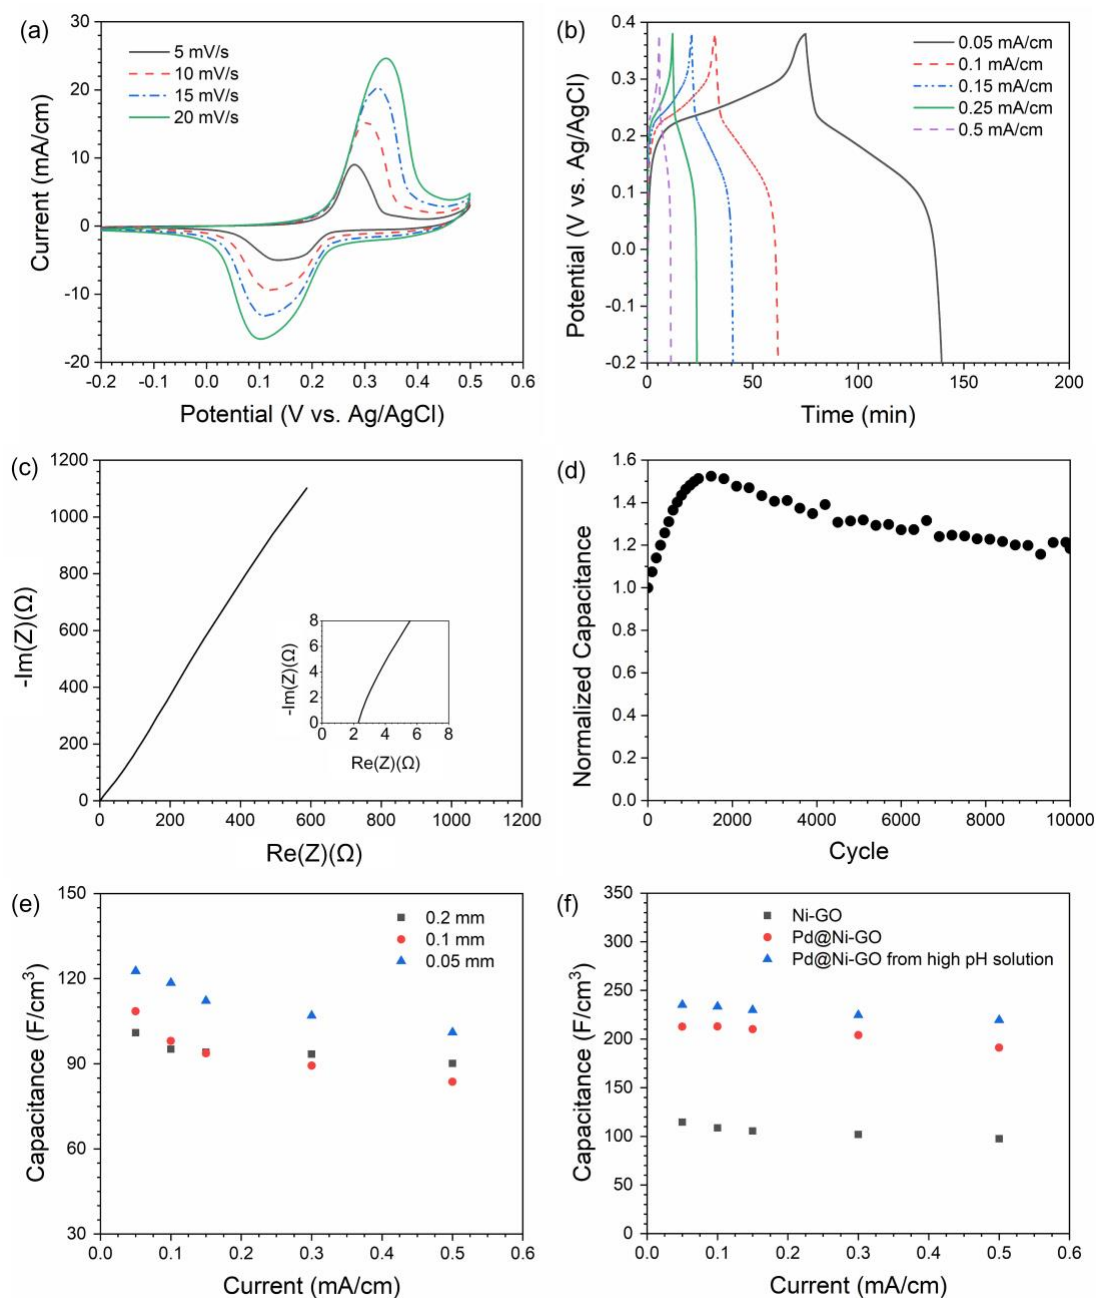 (a)
30
20
10
0
-10
-20
Current (mA/cm)
5 mV/s
10 mV/s
15 mV/s
20 mV/s
-0.2 -0.1 0.0 0.1 0.2 0.3 0.4 0.5 0.6
Potential (V vs. Ag/AgCl)
(b)
0.4
0.3
0.2
0.1
0.0
-0.1
-0.2
Potential (V vs. Ag/AgCl)
0.05 mA/cm
0.1 mA/cm
0.15 mA/cm
0.25 mA/cm
0.5 mA/cm
0 50 100 150 200
Time (min)
(c)
1200
1000
800
600
400
200
0
-Im(Z)(Ω)
8
6
4
2
0
-Im(Z)(Ω)
0 2 4 6 8
Re(Z)(Ω)
0 200 400 600 800 1000 1200
Re(Z)(Ω)
(d)
1.6
1.4
1.2
1.0
0.8
0.6
0.4
0.2
0.0
Normalized Capacitance
0 2000 4000 6000 8000 10000
Cycle
(e)
150
120
90
60
30
Capacitance (F/cm³)
0.2 mm
0.1 mm
0.05 mm
0.0 0.1 0.2 0.3 0.4 0.5 0.6
Current (mA/cm)
(f)
350
300
250
200
150
100
50
0
Capacitance (F/cm³)
Ni-GO
Pd@Ni-GO
Pd@Ni-GO from high pH solution
0.0 0.1 0.2 0.3 0.4 0.5 0.6
Current (mA/cm)